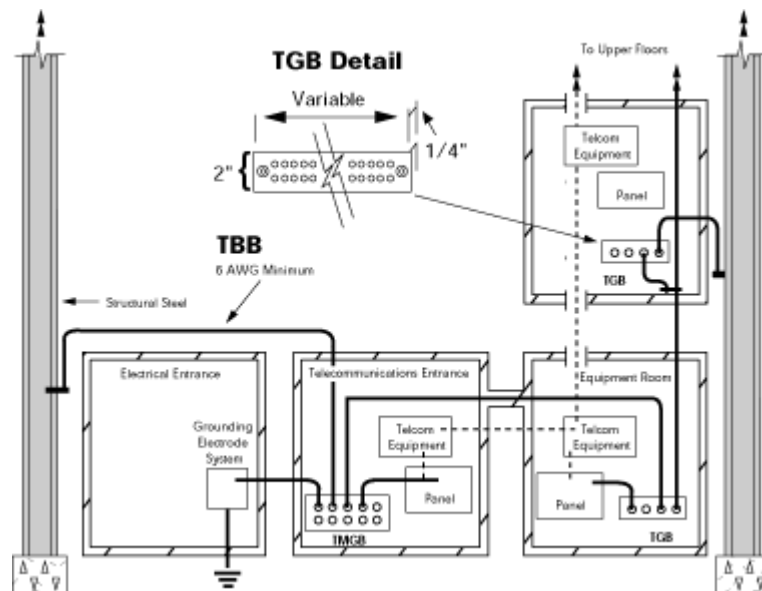 To Upper Floors
TGB Detail
Variable
1/4"
2"
Telcom
Equipment
Panel
TGB
TBB
6 AWG Minimum
Structural Steel
Electrical Entrance
Telecommunications Entrance
Equipment Room
Grounding
Electrode
System
Telcom
Equipment
Telcom
Equipment
Panel
Panel
TMGB
TGB